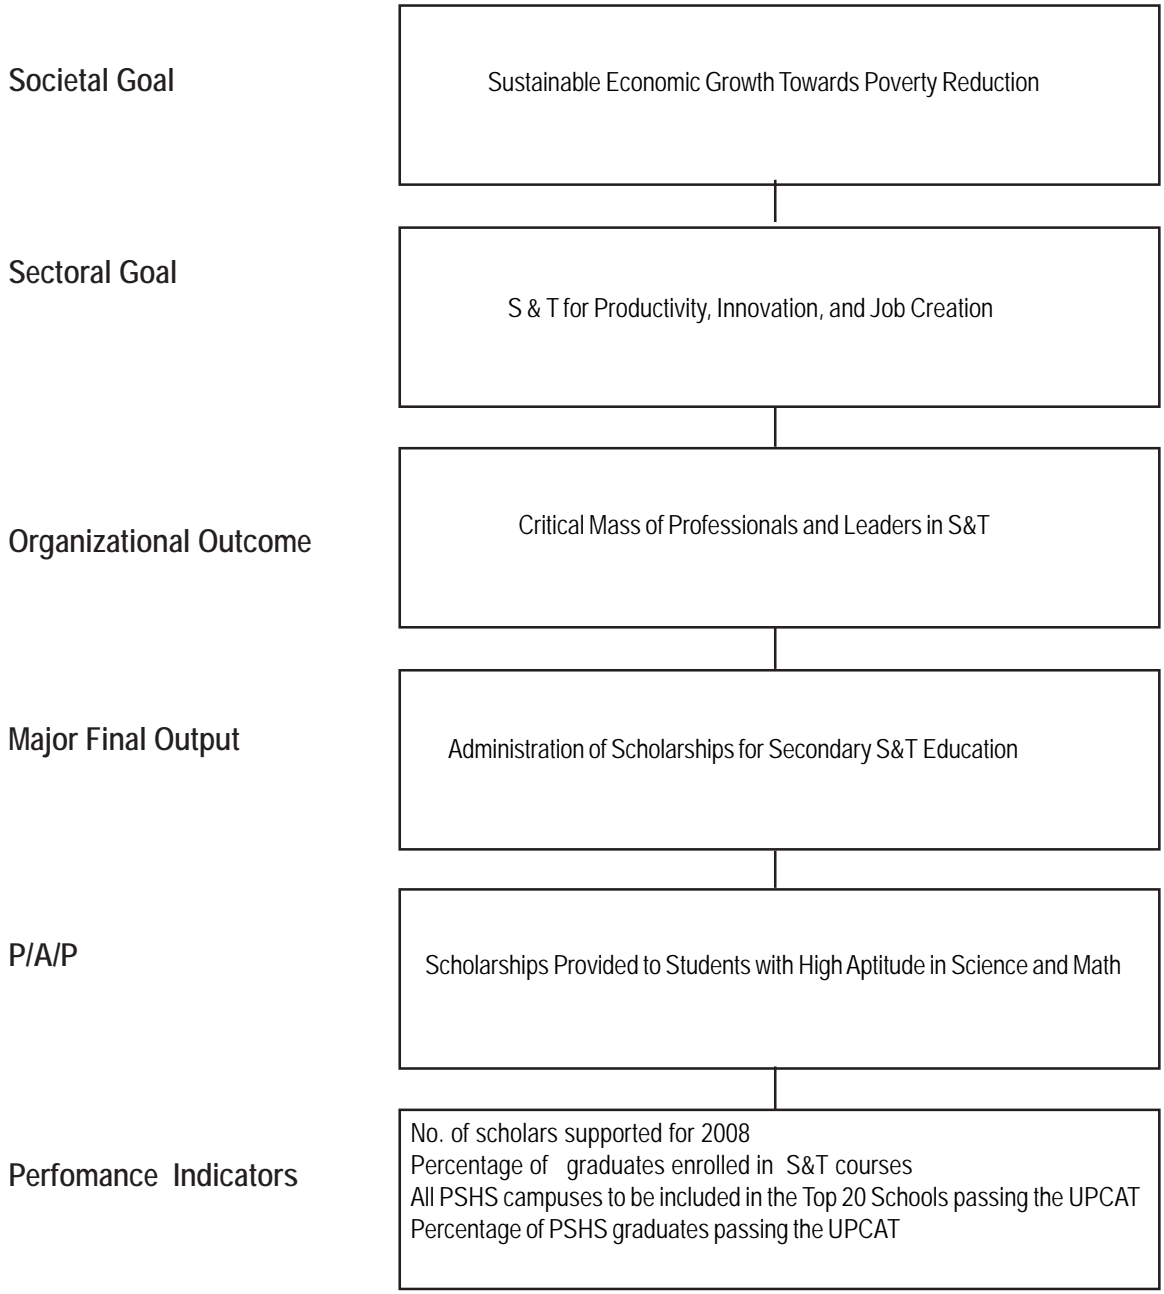 Societal Goal
Sustainable Economic Growth Towards Poverty Reduction
Sectoral Goal
S & T for Productivity, Innovation, and Job Creation
Organizational Outcome
Critical Mass of Professionals and Leaders in S&T
Major Final Output
Administration of Scholarships for Secondary S&T Education
P/A/P
Scholarships Provided to Students with High Aptitude in Science and Math
Perfomance Indicators
No. of scholars supported for 2008
Percentage of graduates enrolled in S&T courses
All PSHS campuses to be included in the Top 20 Schools passing the UPCAT
Percentage of PSHS graduates passing the UPCAT